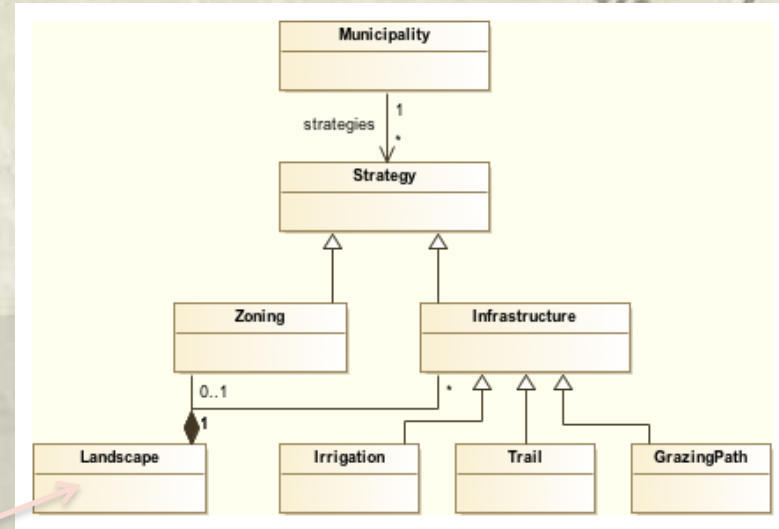 Municipality
1
strategies
*
Strategy
Zoning
Infrastructure
0..1
*
1
Landscape
Irrigation
Trail
GrazingPath